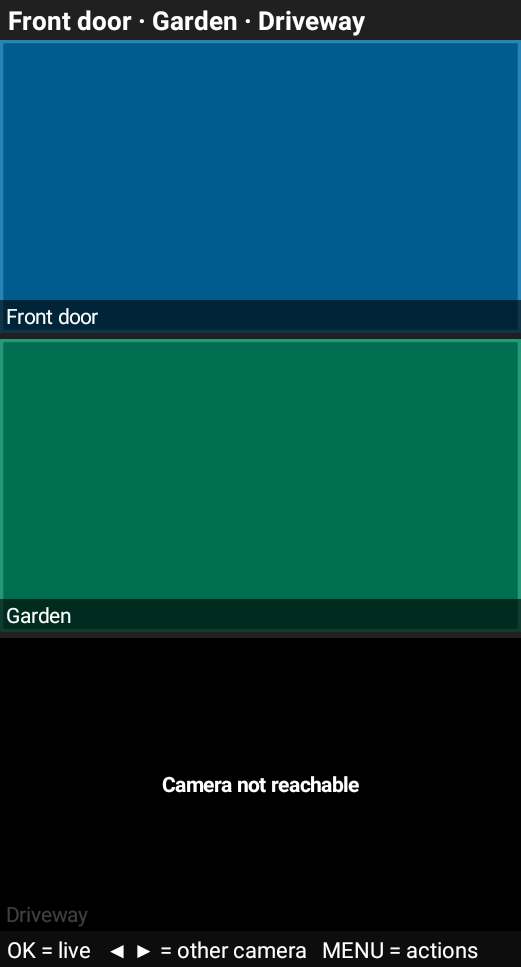 Front door · Garden · Driveway
Front door
Garden
Camera not reachable
Driveway
OK = live ◄ ► = other camera MENU = actions